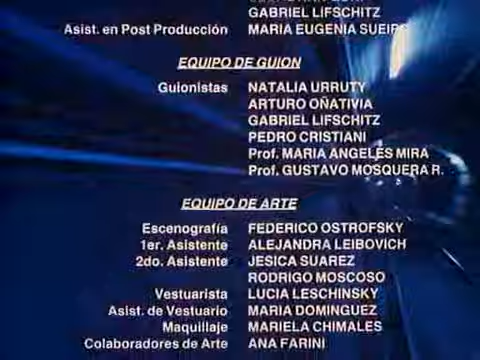 GABRIEL LIFSCHITZ
Asist. en Post Producción MARIA EUGENIA SUEIRO
EQUIPO DE GUION
Guionistas NATALIA URRUTY
ARTURO OÑATIVIA
GABRIEL LIFSCHITZ
PEDRO CRISTIANI
Prof. MARIA ANGELES MIRA
Prof. GUSTAVO MOSQUERA R.
EQUIPO DE ARTE
Escenografía FEDERICO OSTROFSKY
1er. Asistente ALEJANDRA LEIBOVICH
2do. Asistente JESICA SUAREZ
RODRIGO MOSCOSO
Vestuarista LUCIA LESCHINSKY
Asist. de Vestuario MARIA DOMINGUEZ
Maquillaje MARIELA CHIMALES
Colaboradores de Arte ANA FARINI